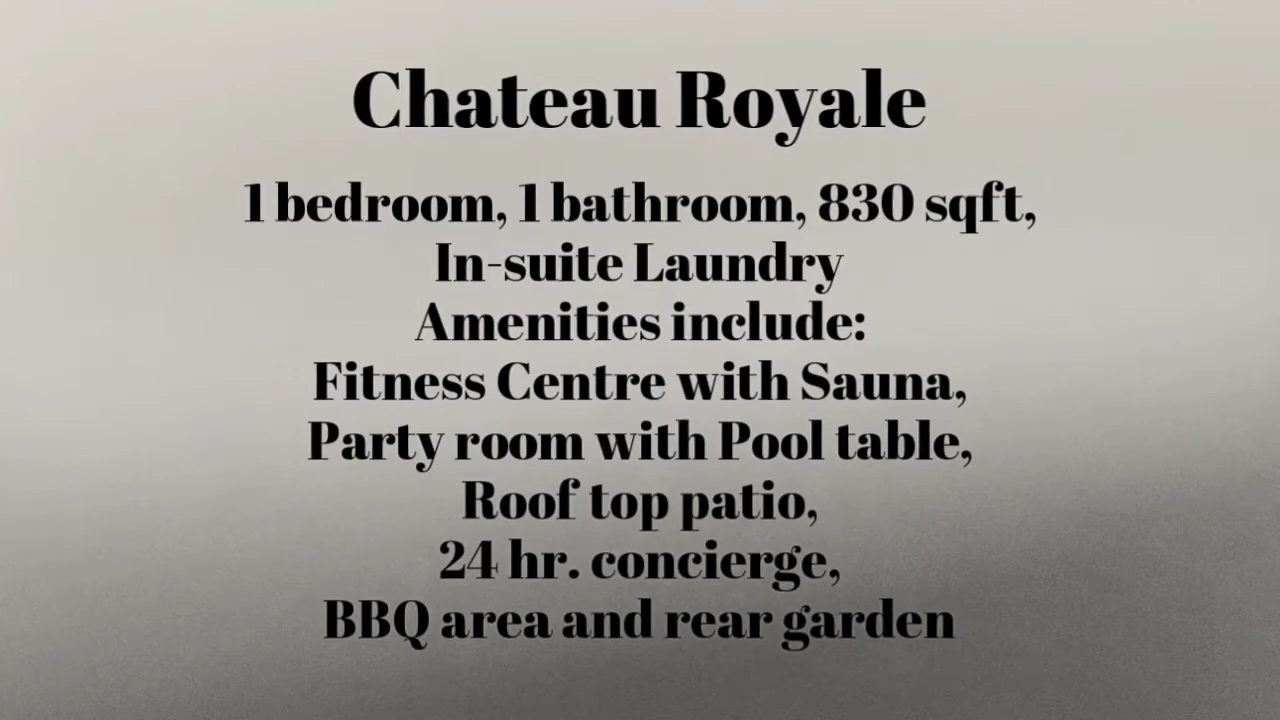 Chateau Royale
1 bedroom, 1 bathroom, 830 sqft,
In-suite Laundry
Amenities include:
Fitness Centre with Sauna,
Party room with Pool table,
Roof top patio,
24 hr. concierge,
BBQ area and rear garden